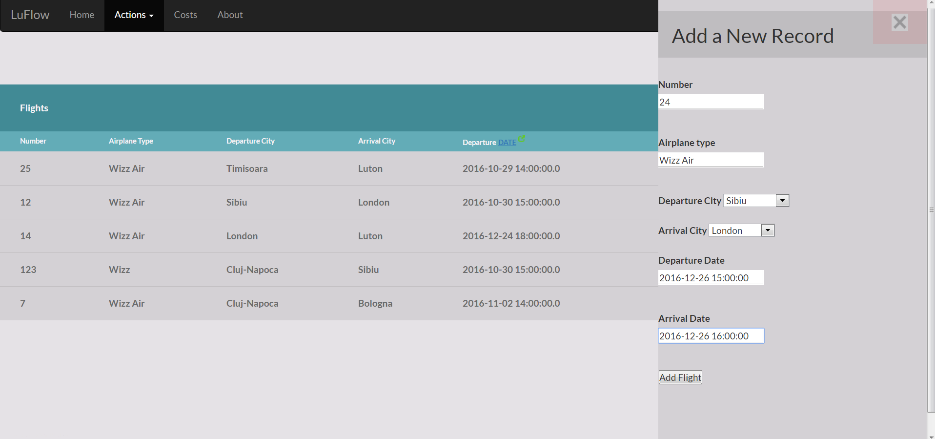 LuFlow Home Actions Costs About
Flights
Number Airplane Type Departure City Arrival City Departure DATE
25 Wizz Air Timisoara Luton 2016-10-29 14:00:00.0
12 Wizz Air Sibiu London 2016-10-30 15:00:00.0
14 Wizz Air London Luton 2016-12-24 18:00:00.0
123 Wizz Cluj-Napoca Sibiu 2016-10-30 15:00:00.0
7 Wizz Air Cluj-Napoca Bologna 2016-11-02 14:00:00.0
Add a New Record
Number
24
Airplane type
Wizz Air
Departure City Sibiu
Arrival City London
Departure Date
2016-12-26 15:00:00
Arrival Date
2016-12-26 16:00:00
Add Flight